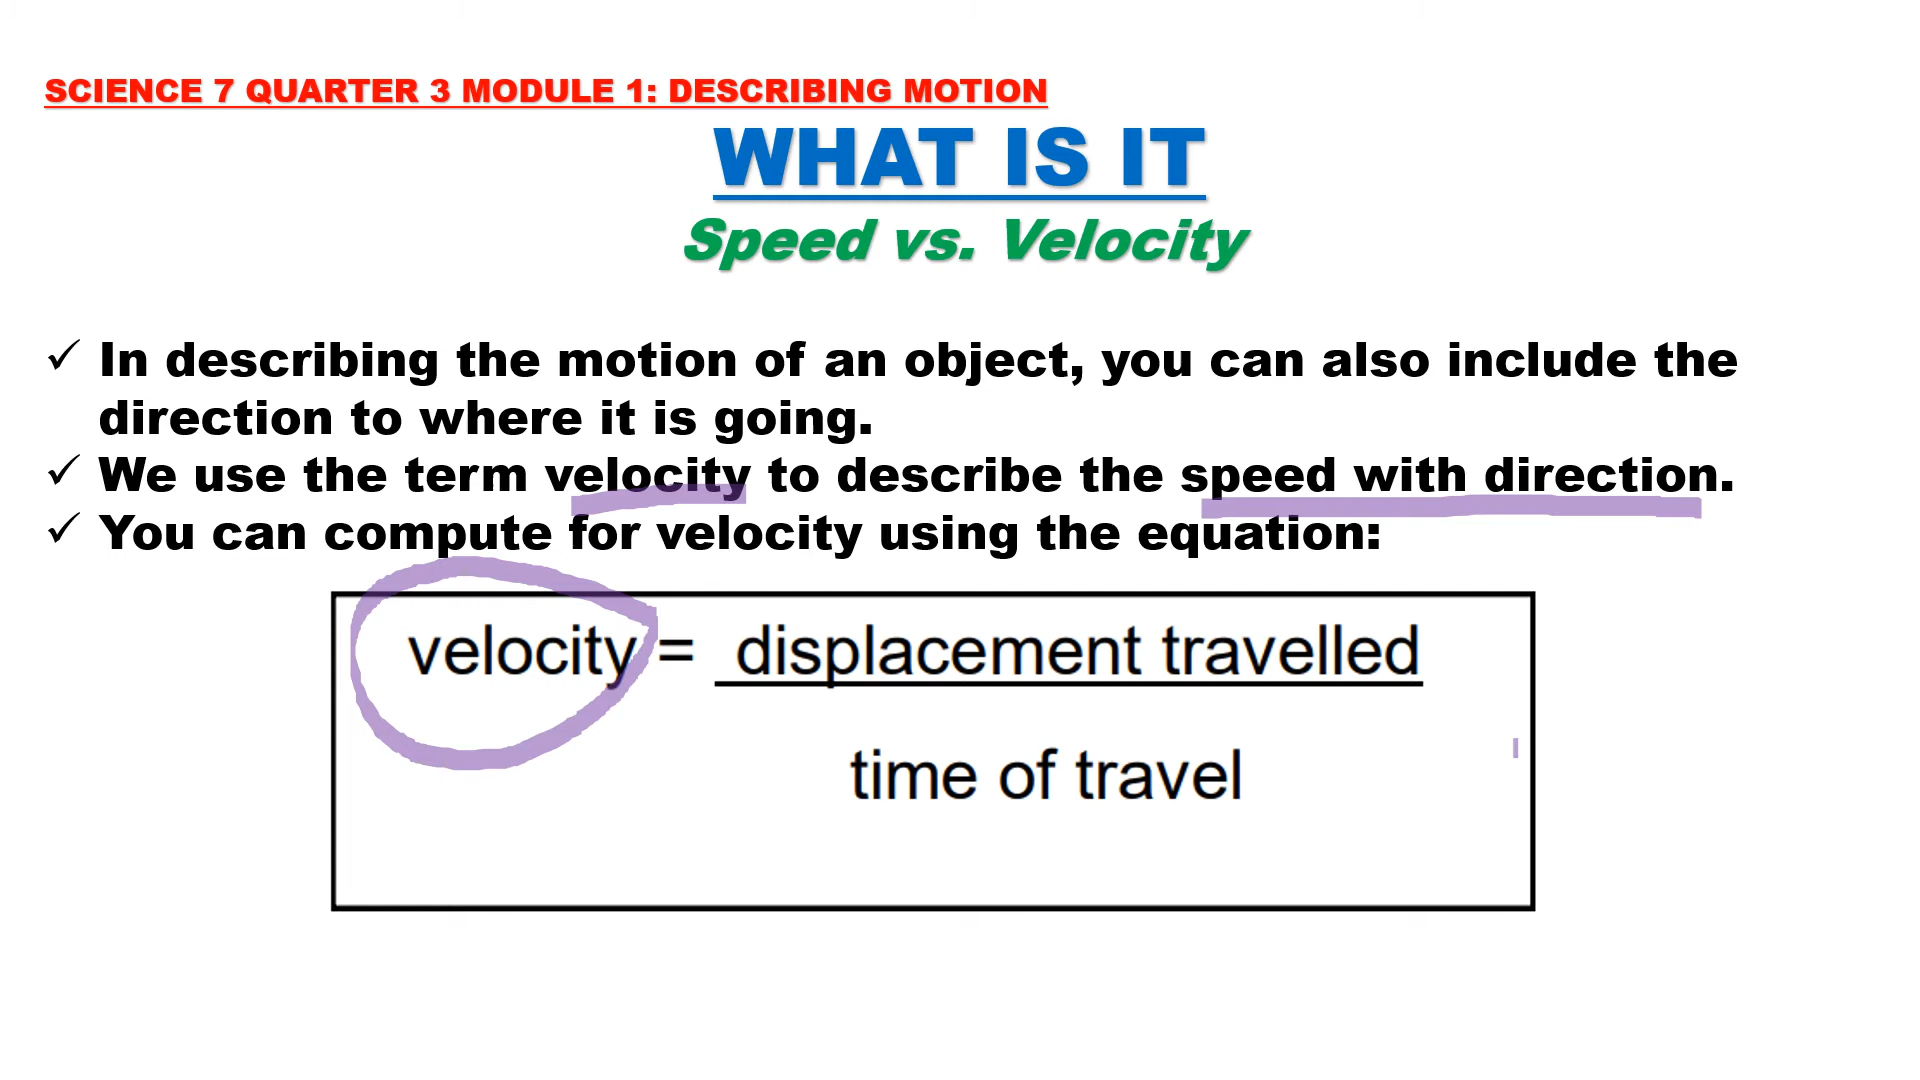 SCIENCE 7 QUARTER 3 MODULE 1: DESCRIBING MOTION
WHAT IS IT
Speed vs. Velocity
✓ In describing the motion of an object, you can also include the
direction to where it is going.
✓ We use the term velocity to describe the speed with direction.
✓ You can compute for velocity using the equation:
velocity = displacement travelled
time of travel